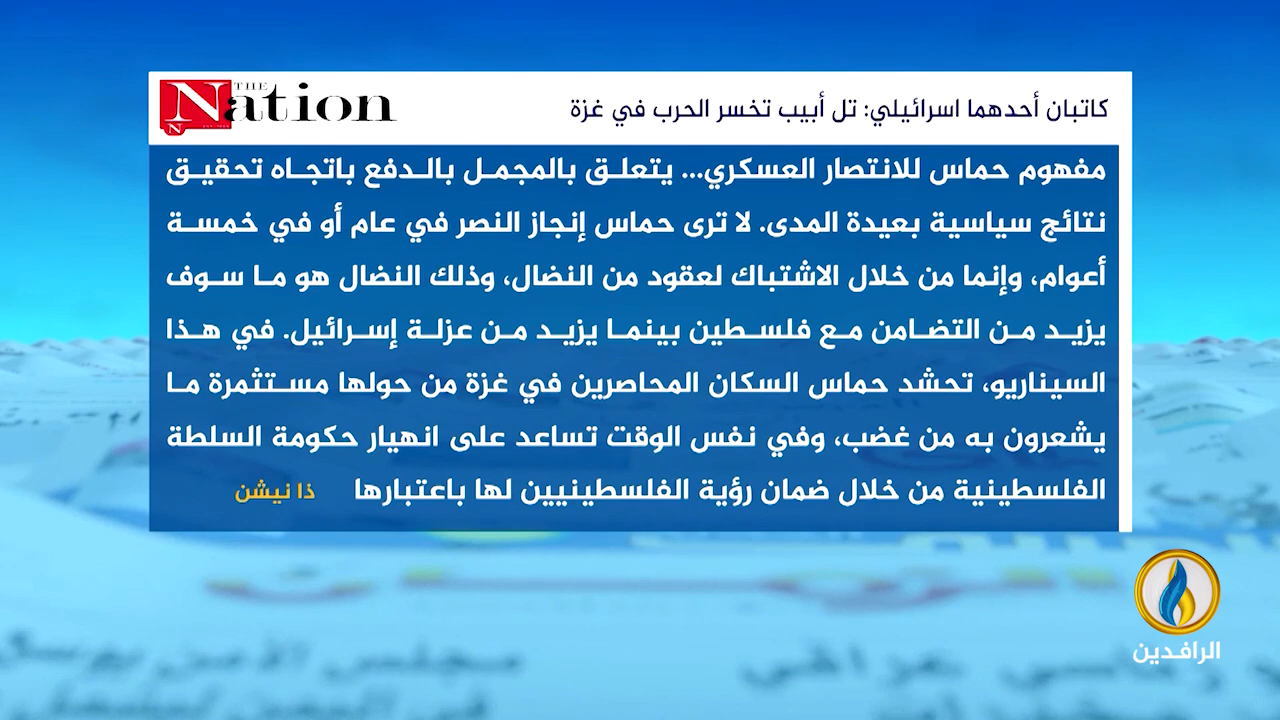 THE Nation
كاتبان أحدهما اسرائيلي: تل أبيب تخسر الحرب في غزة
مفهوم حماس للانتصار العسكري... يتعلق بالمجمل بالدفع باتجاه تحقيق
نتائج سياسية بعيدة المدى. لا ترى حماس إنجاز النصر في عام أو في خمسة
أعوام، وإنما من خلال الاشتباك لعقود من النضال، وذلك النضال هو ما سوف
يزيد من التضامن مع فلسطين بينما يزيد من عزلة إسرائيل. في هذا
السيناريو، تحشد حماس السكان المحاصرين في غزة من حولها مستثمرة ما
يشعرون به من غضب، وفي نفس الوقت تساعد على انهيار حكومة السلطة
الفلسطينية من خلال ضمان رؤية الفلسطينيين لها باعتبارها ذا نيشن
الرافدين
مجلس الأمن